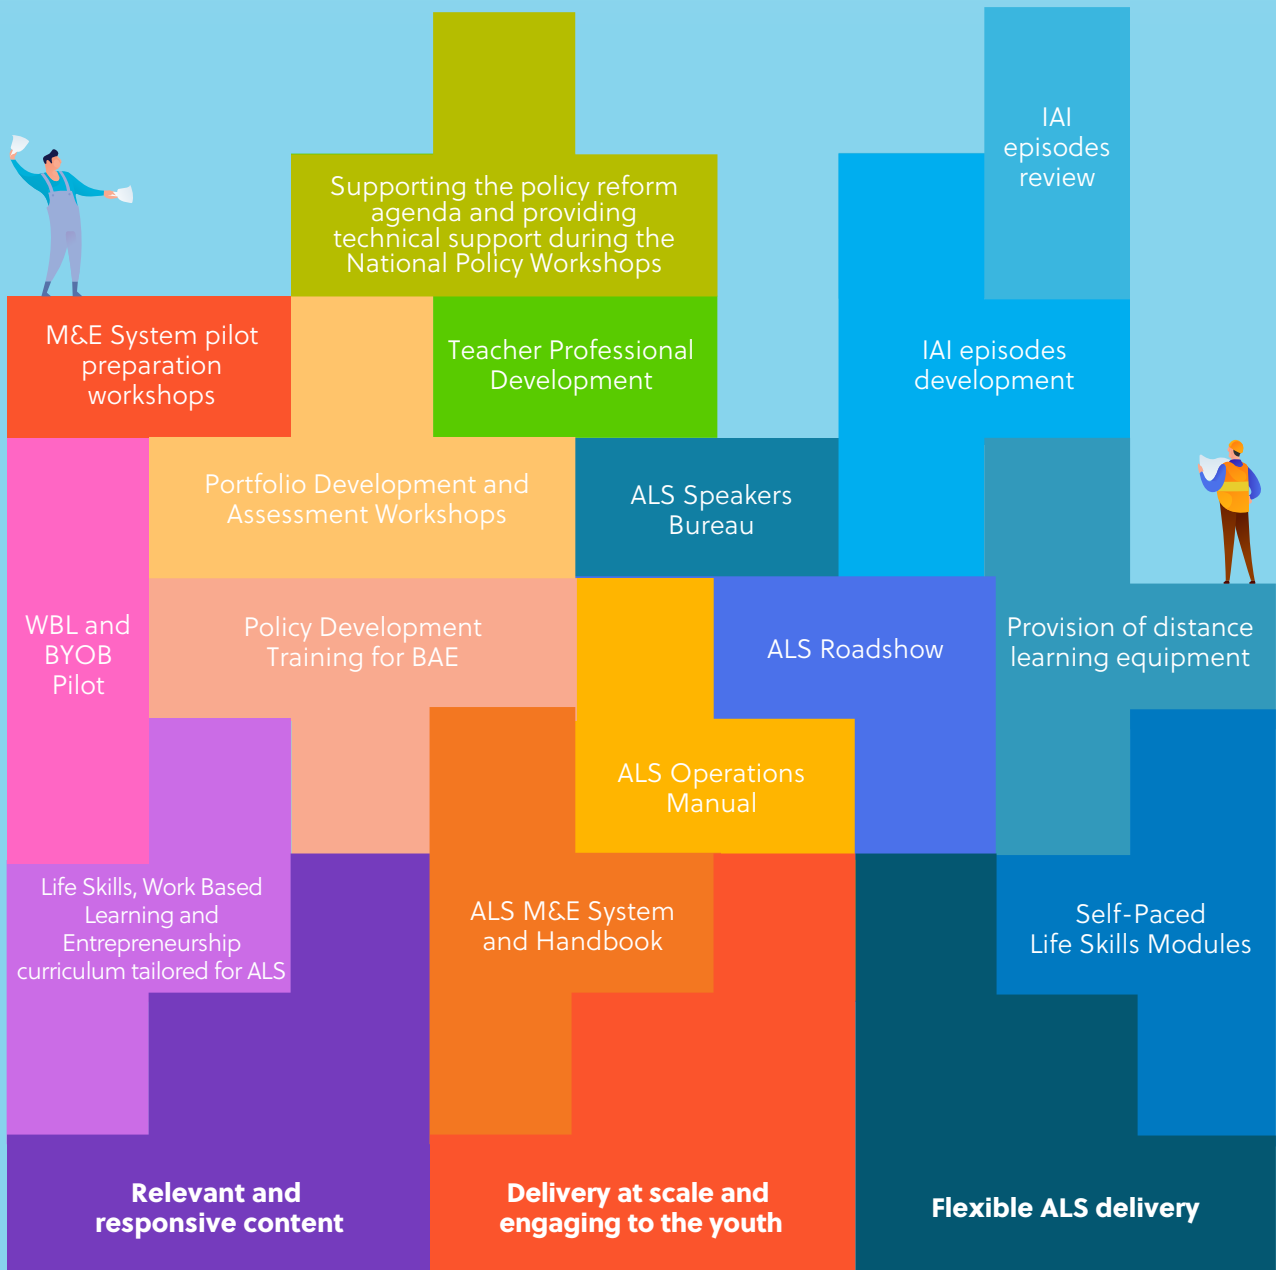 IAI
episodes
review
Supporting the policy reform
agenda and providing
technical support during the
National Policy Workshops
M&E System pilot
preparation
workshops
Teacher Professional
Development
IAI episodes
development
Portfolio Development and
Assessment Workshops
ALS Speakers
Bureau
WBL and
BYOB
Pilot
Policy Development
Training for BAE
ALS Roadshow
Provision of distance
learning equipment
ALS Operations
Manual
Life Skills, Work Based
Learning and
Entrepreneurship
curriculum tailored for ALS
ALS M&E System
and Handbook
Self-Paced
Life Skills Modules
Relevant and
responsive content
Delivery at scale and
engaging to the youth
Flexible ALS delivery